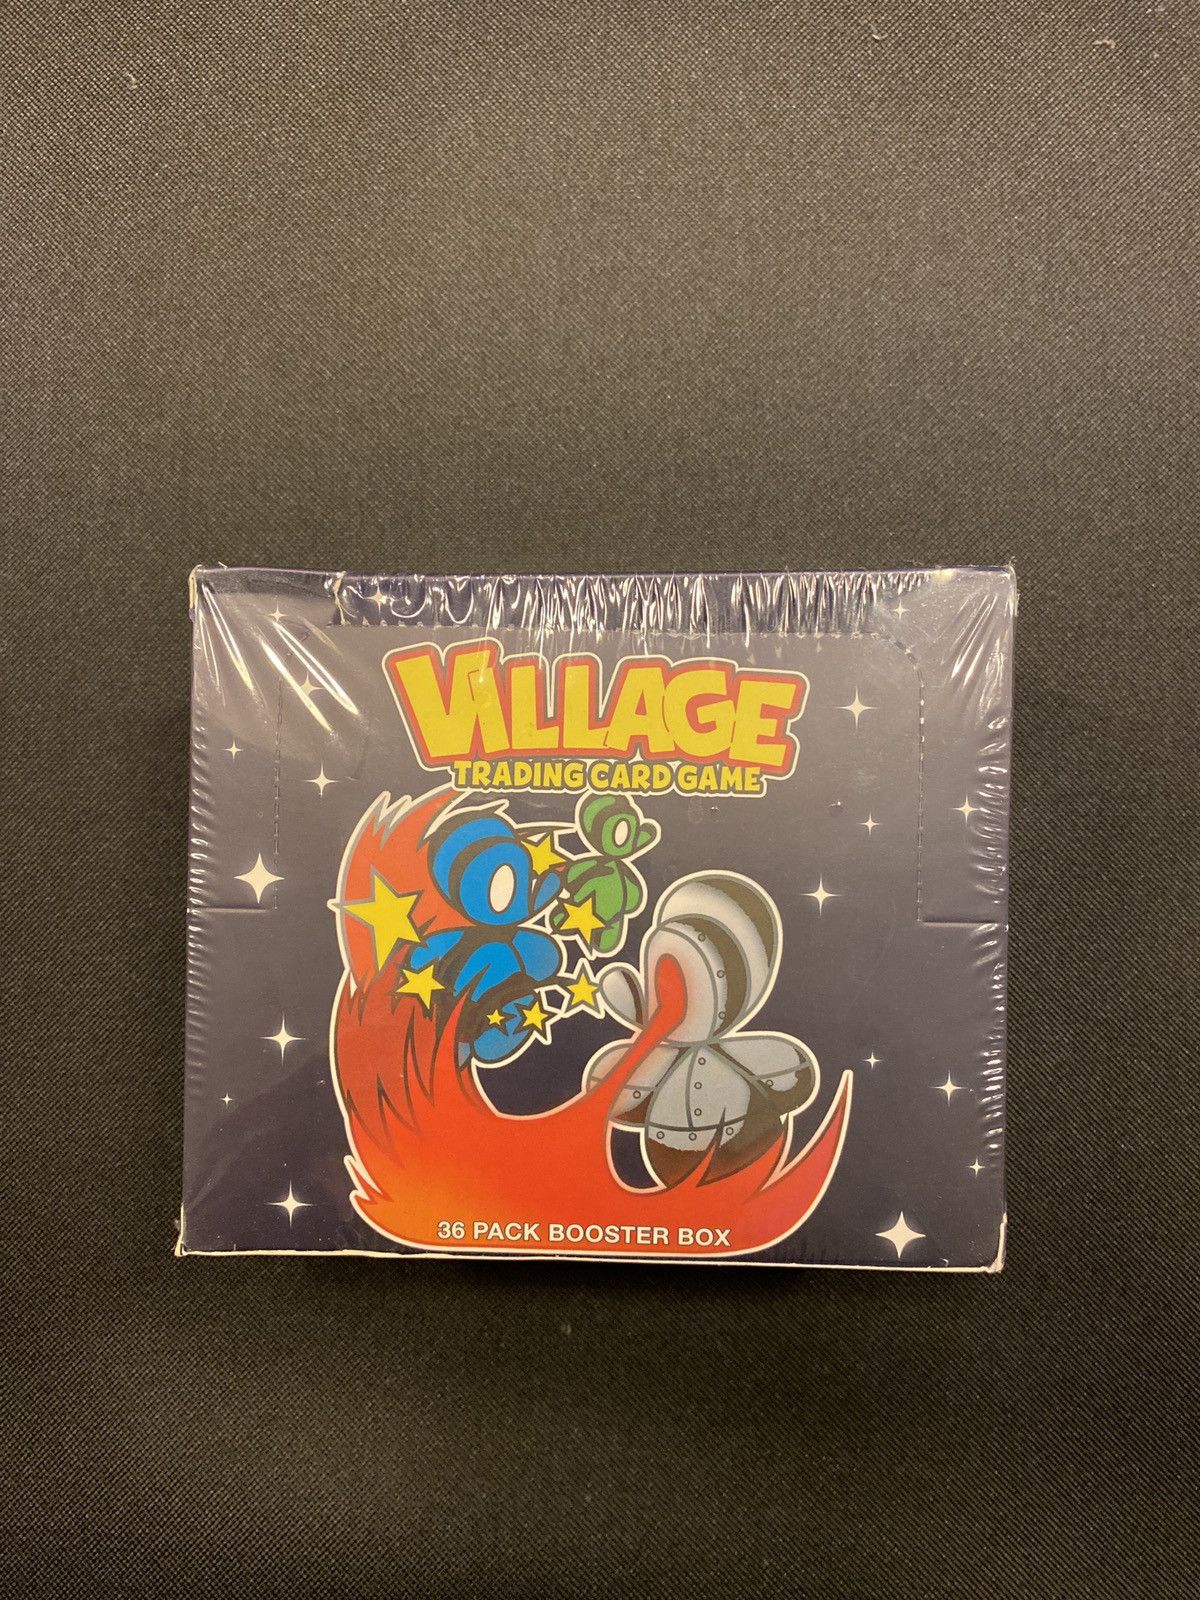 VILLAGE
TRADING CARD GAME
36 PACK BOOSTER BOX